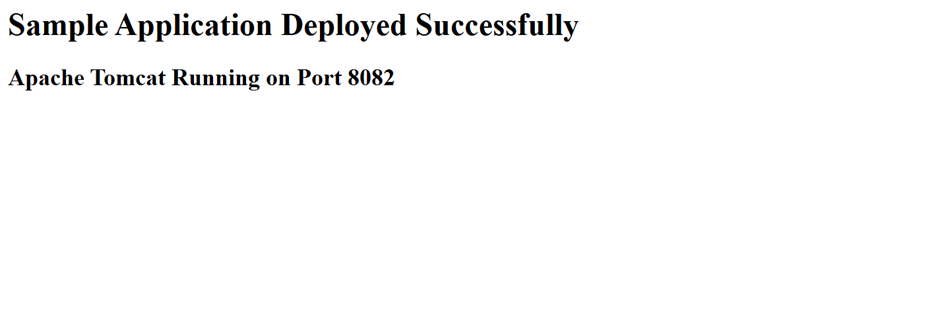 Sample Application Deployed Successfully
Apache Tomcat Running on Port 8082